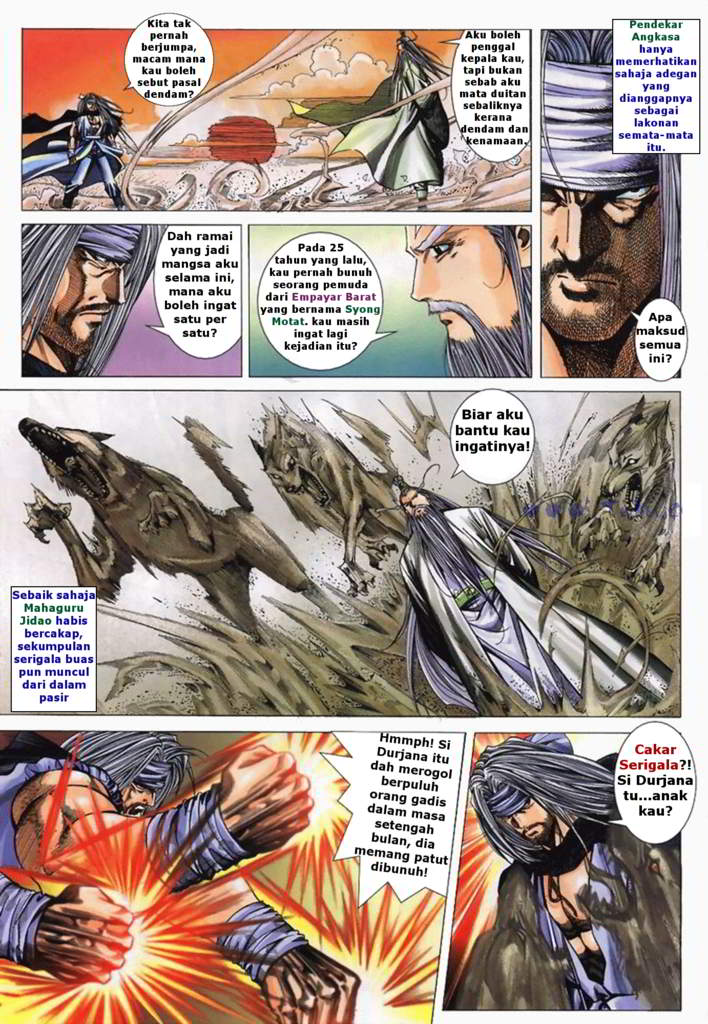 Kita tak
pernah
berjumpa,
macam mana
kau boleh
sebut pasal
dendam?
Aku boleh
penggal
kepala kau,
tapi bukan
sebab aku
mata duitan
sebaliknya
kerana
dendam dan
kenamaan.
Pendekar
Angkasa
hanya
memerhatikan
sahaja adegan
yang
dianggapnya
sebagai
lakonan
semata-mata
itu.
Dah ramai
yang jadi
mangsa aku
selama ini,
mana aku
boleh ingat
satu per
satu?
Pada 25
tahun yang lalu,
kau pernah bunuh
seorang pemuda
dari Empayar Barat
yang bernama Syong
Motat. kau masih
ingat lagi
kejadian itu?
Apa
maksud
semua
ini?
Biar aku
bantu kau
ingatinya!
Sebaik sahaja
Mahaguru
Jidao habis
bercakap,
sekumpulan
serigala buas
pun muncul
dari dalam
pasir
Hmmph! Si
Durjana itu
dah merogol
berpuluh
orang gadis
dalam masa
setengah
bulan, dia
memang patut
dibunuh!
Cakar
Serigala?!
Si Durjana
tu...anak
kau?